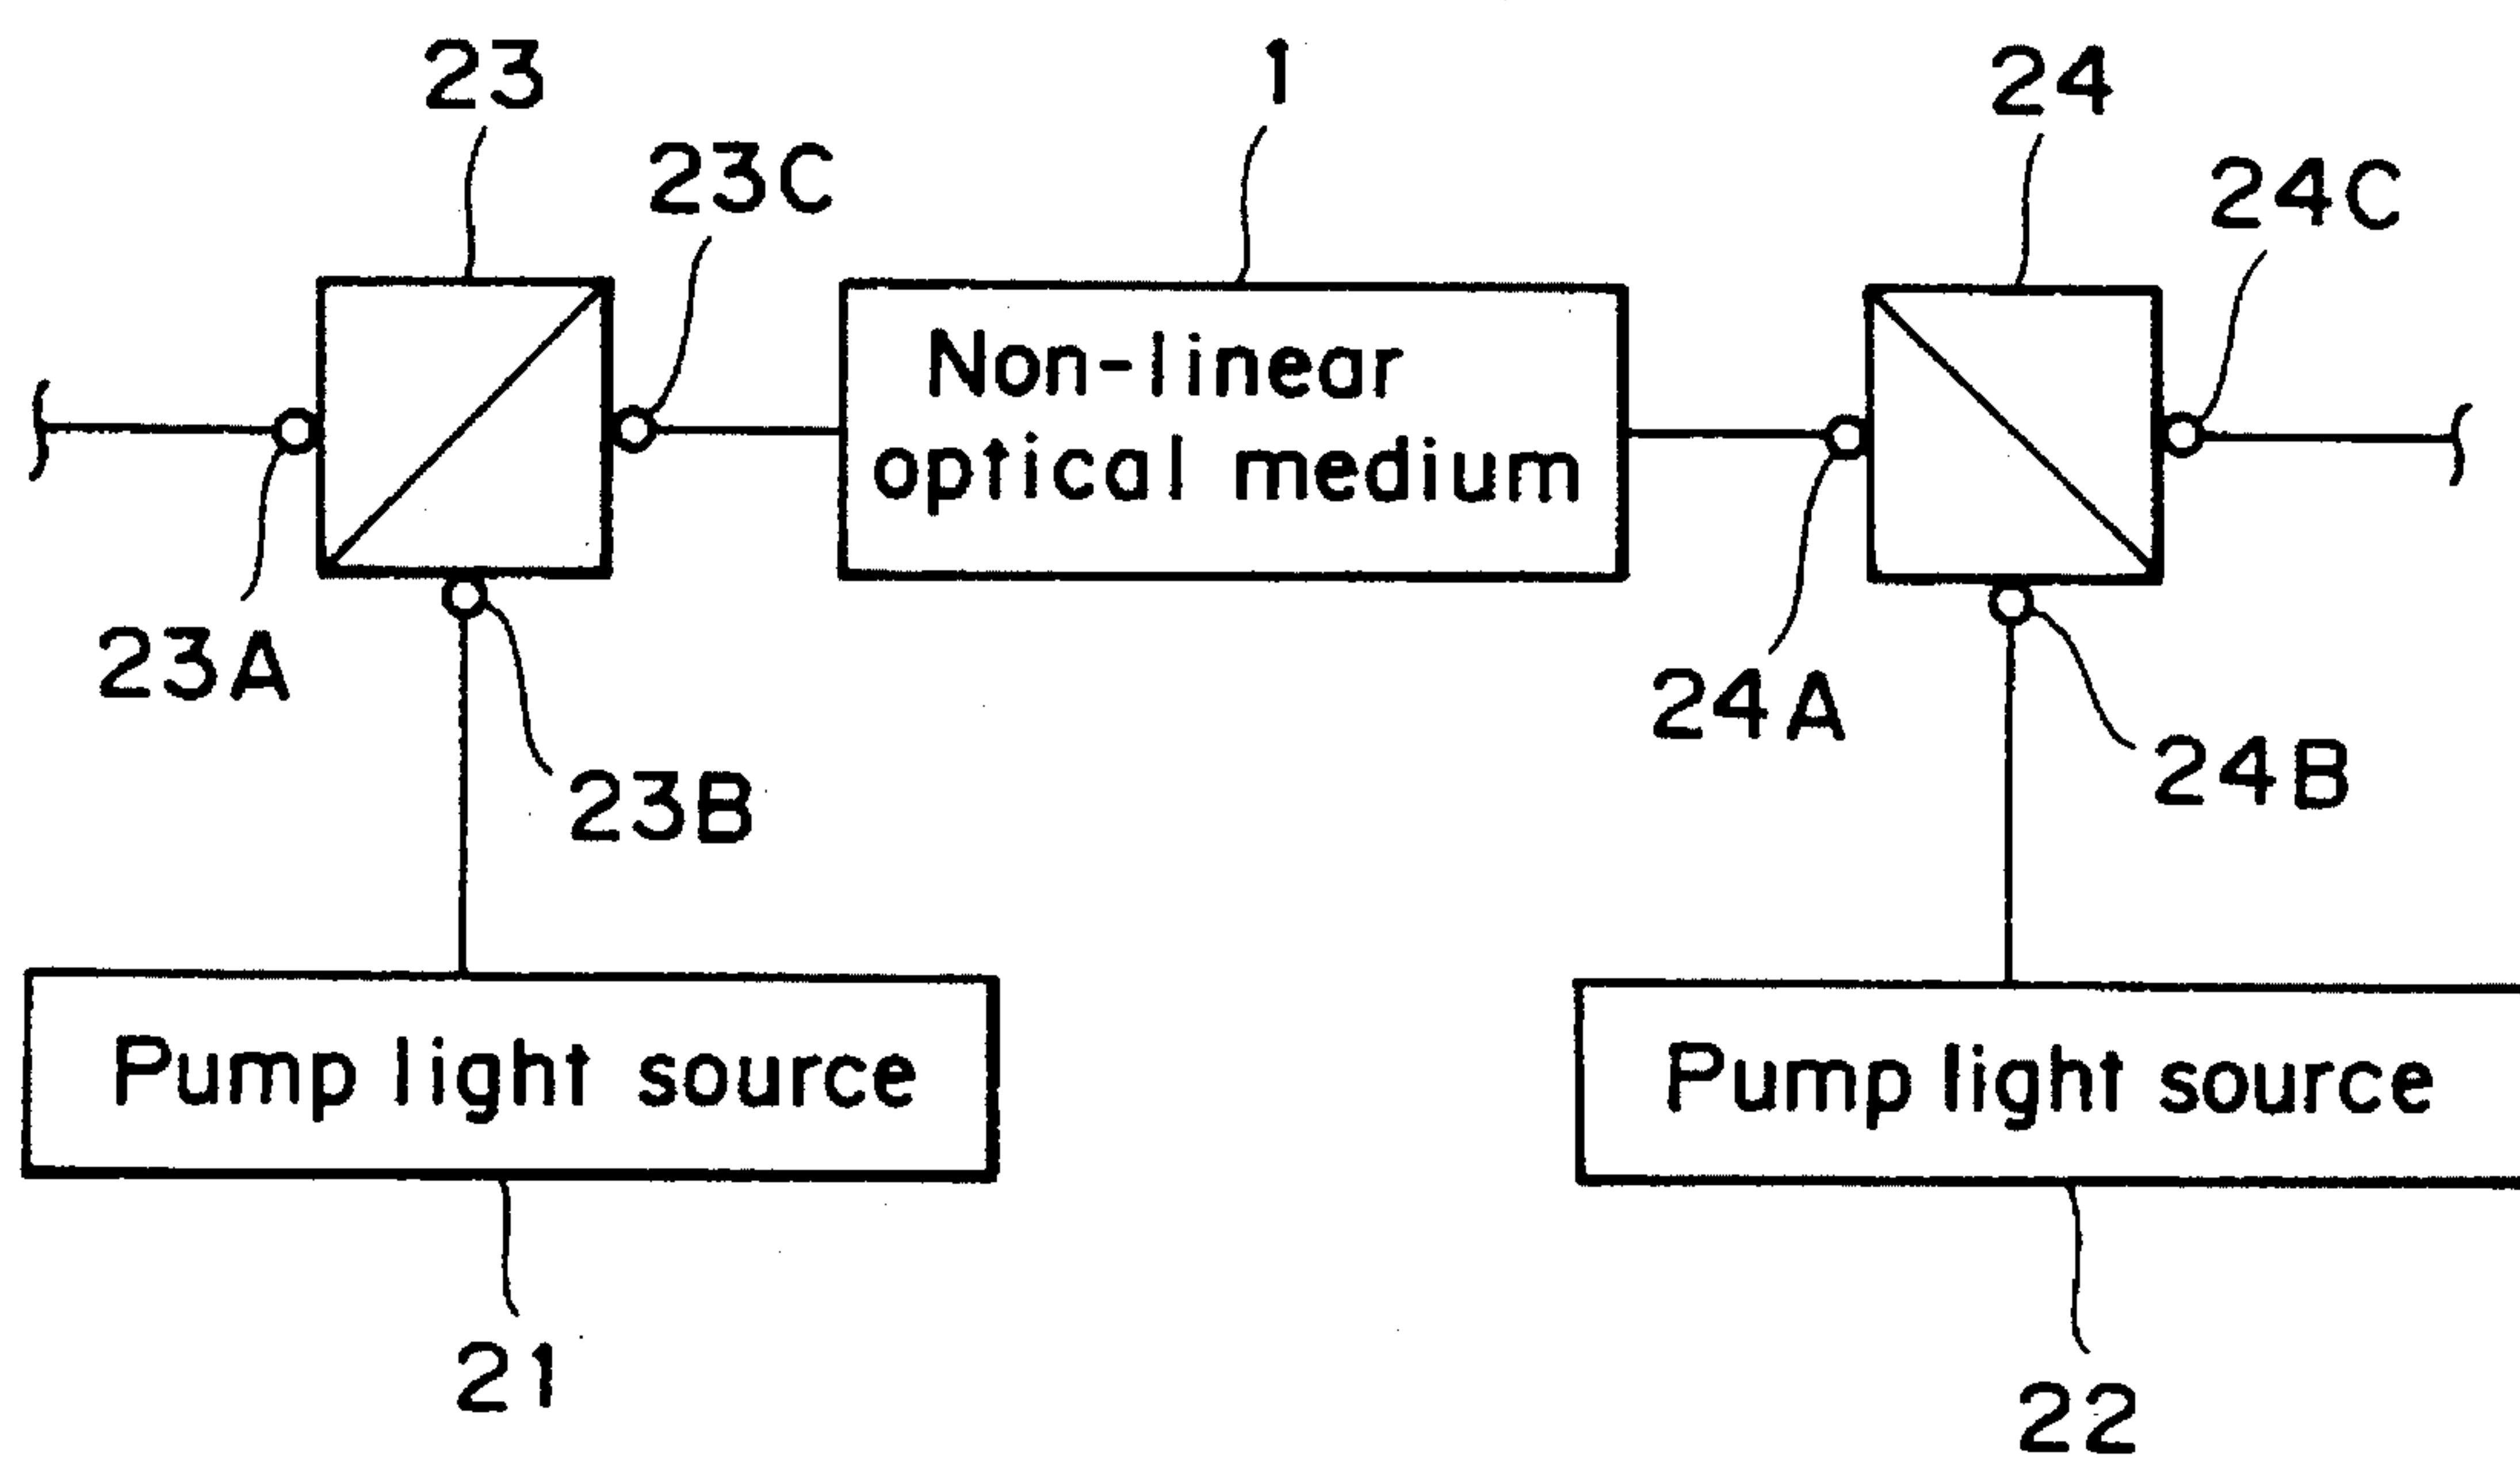 23
1
24
23C
24C
Non-linear
optical medium
23A
24A
23B
24B
Pump light source
Pump light source
21
22